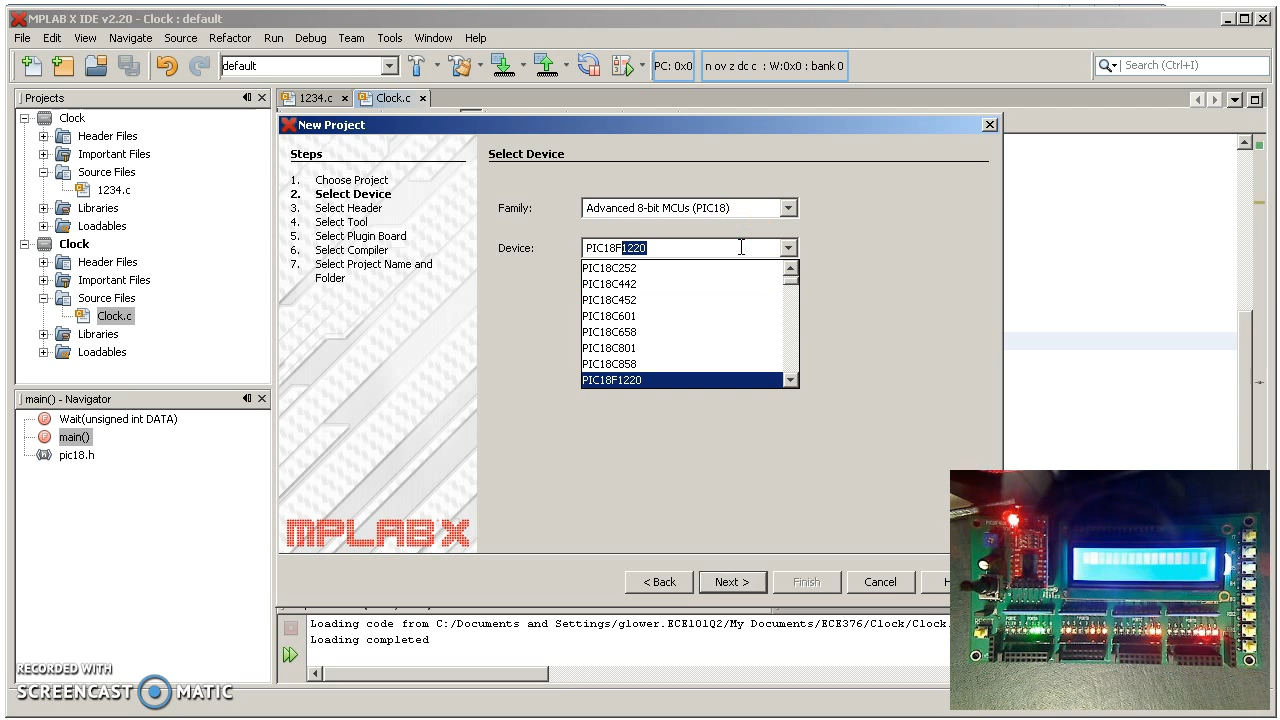 MPLAB X IDE v2.20 - Clock : default
File Edit View Navigate Source Refactor Run Debug Team Tools Window Help
default
PC: 0x0
n ov z dc c : W:0x0 : bank 0
Search (Ctrl+I)
Projects
1234.c
Clock.c
Clock
Header Files
Important Files
Source Files
1234.c
Libraries
Loadables
Clock
Header Files
Important Files
Source Files
Clock.c
Libraries
Loadables
main() - Navigator
Wait(unsigned int DATA)
main()
pic18.h
New Project
Steps
1. Choose Project
2. Select Device
3. Select Header
4. Select Tool
5. Select Plugin Board
6. Select Compiler
7. Select Project Name and
Folder
MPLAB X
Select Device
Family: Advanced 8-bit MCUs (PIC18)
Device: PIC18F1220
PIC18C252
PIC18C442
PIC18C452
PIC18C601
PIC18C658
PIC18C801
PIC18C858
PIC18F1220
< Back Next > Finish Cancel H
Loading code from C:/Documents and Settings/glower.ECE101Q2/My Documents/ECE376/Clock/Clock.
Loading completed
RECORDED WITH
SCREENCAST MATIC